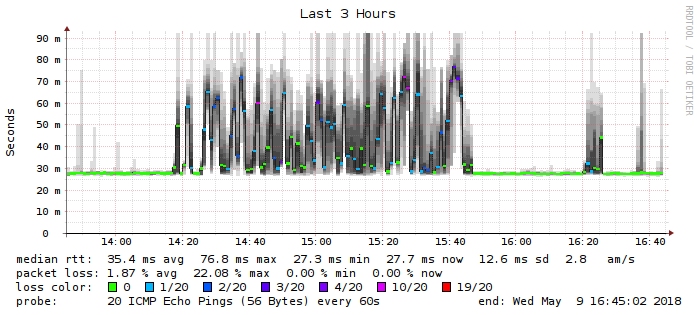 Last 3 Hours
RRDTOOL / TOBI OETIKER
Seconds
90 m
80 m
70 m
60 m
50 m
40 m
30 m
20 m
10 m
0
14:00 14:20 14:40 15:00 15:20 15:40 16:00 16:20 16:40
median rtt: 35.4 ms avg 76.8 ms max 27.3 ms min 27.7 ms now 12.6 ms sd 2.8 am/s
packet loss: 1.87 % avg 22.08 % max 0.00 % min 0.00 % now
loss color: 0 1/20 2/20 3/20 4/20 10/20 19/20
probe: 20 ICMP Echo Pings (56 Bytes) every 60s end: Wed May 9 16:45:02 2018